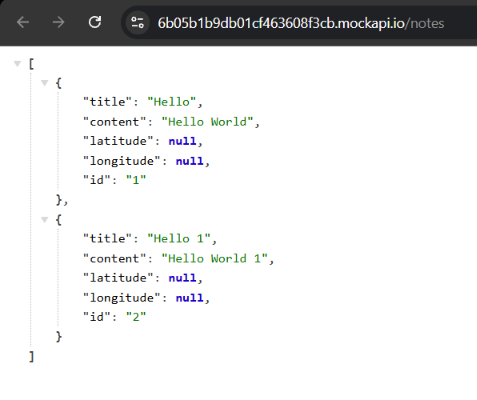 6b05b1b9db01cf463608f3cb.mockapi.io/notes
[
{
"title": "Hello",
"content": "Hello World",
"latitude": null,
"longitude": null,
"id": "1"
},
{
"title": "Hello 1",
"content": "Hello World 1",
"latitude": null,
"longitude": null,
"id": "2"
}
]